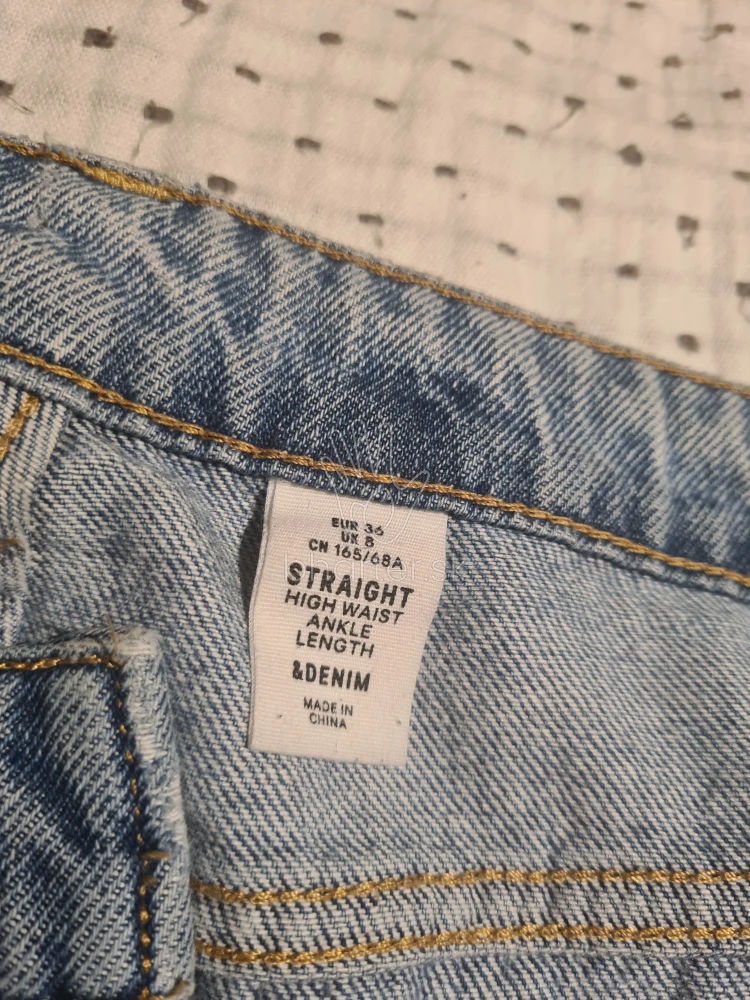 EUR 36
UK 8
CN 165/68A
STRAIGHT
HIGH WAIST
ANKLE
LENGTH
&DENIM
MADE IN
CHINA